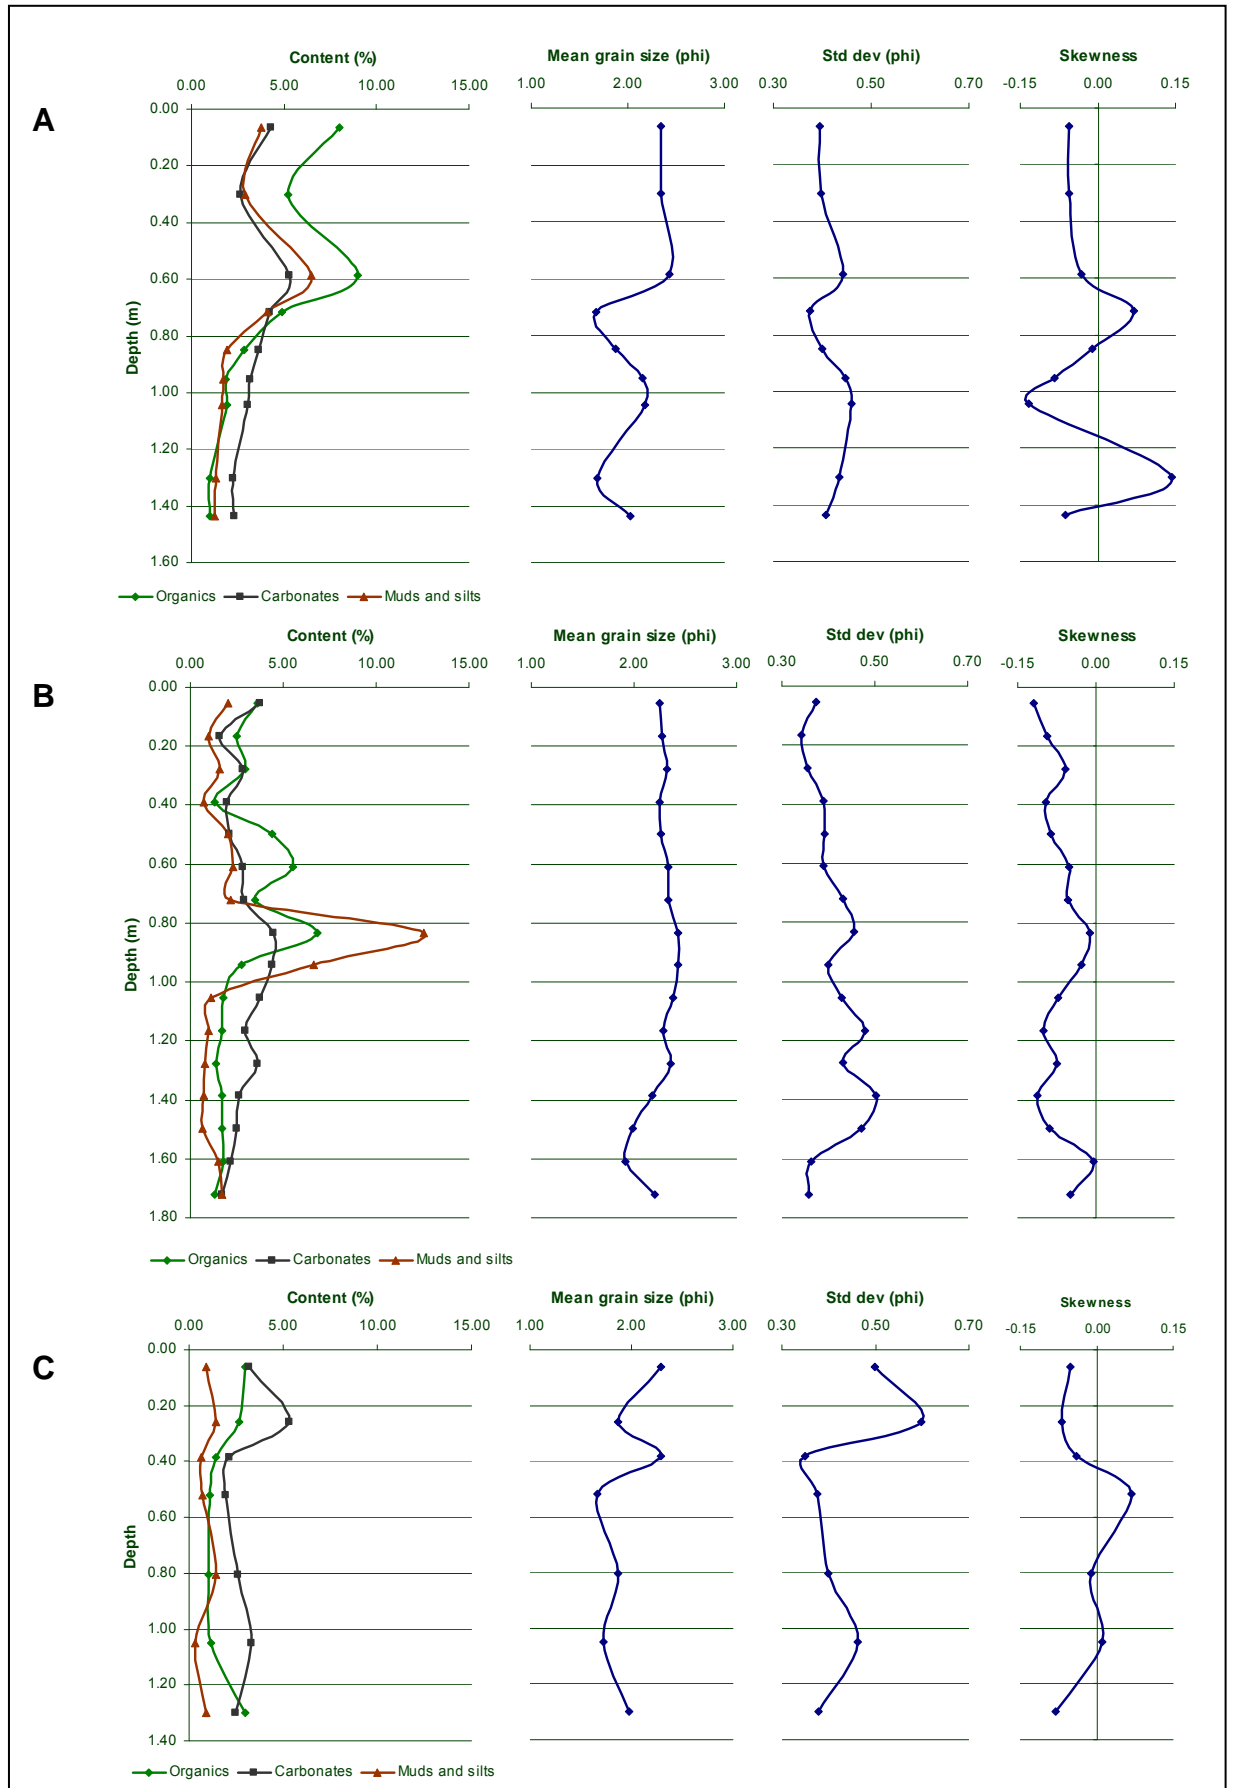 Content (%) Mean grain size (phi) Std dev (phi) Skewness
0.00 5.00 10.00 15.00 1.00 2.00 3.00 0.30 0.50 0.70 -0.15 0.00 0.15
A
0.00
0.20
0.40
0.60
0.80
1.00
1.20
1.40
1.60
Depth (m)
Organics Carbonates Muds and silts
Content (%) Mean grain size (phi) Std dev (phi) Skewness
0.00 5.00 10.00 15.00 1.00 2.00 3.00 0.30 0.50 0.70 -0.15 0.00 0.15
B
0.00
0.20
0.40
0.60
0.80
1.00
1.20
1.40
1.60
1.80
Depth (m)
Organics Carbonates Muds and silts
Content (%) Mean grain size (phi) Std dev (phi) Skewness
0.00 5.00 10.00 15.00 1.00 2.00 3.00 0.30 0.50 0.70 -0.15 0.00 0.15
C
0.00
0.20
0.40
0.60
0.80
1.00
1.20
1.40
Depth
Organics Carbonates Muds and silts